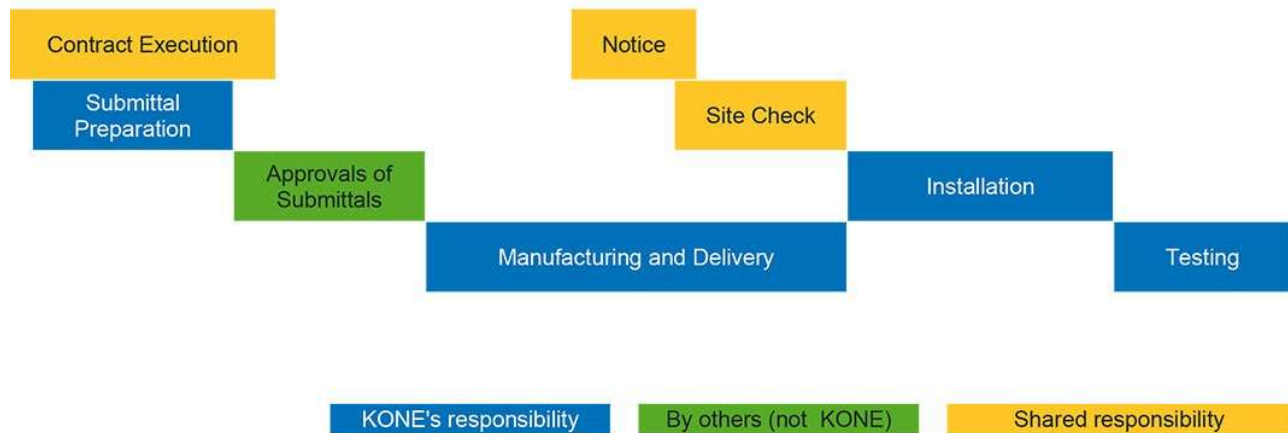 Contract Execution
Notice
Submittal
Preparation
Site Check
Approvals of
Submittals
Installation
Manufacturing and Delivery
Testing
KONE's responsibility
By others (not KONE)
Shared responsibility